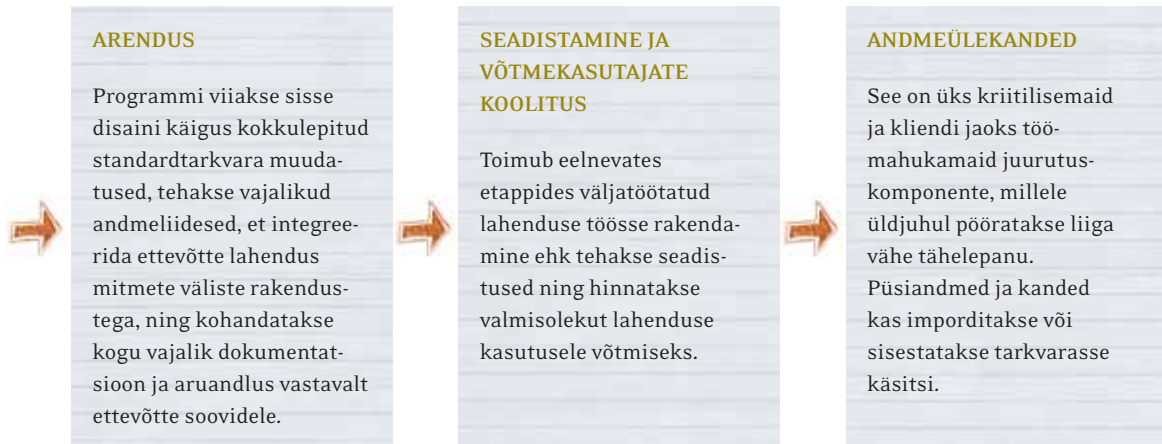 ARENDUS
Programmi viiakse sisse
disaini käigus kokkulepitud
standardtarkvara muuda-
tused, tehakse vajalikud
andmeliidesed, et integree-
rida ettevõtte lahendus
mitmete väliste rakendus-
tega, ning kohandatakse
kogu vajalik dokumentat-
sioon ja aruandlus vastavalt
ettevõtte soovidele.
SEADISTAMINE JA
VÕTMEKASUTAJATE
KOOLITUS
Toimub eelnevates
etappides väljatöötatud
lahenduse töösse rakenda-
mine ehk tehakse seadis-
tused ning hinnatakse
valmisolekut lahenduse
kasutusele võtmiseks.
ANDMEÜLEKANDED
See on üks kriitilisemaid
ja kliendi jaoks töö-
mahukamaid juurutus-
komponente, millele
üldjuhul pööratakse liiga
vähe tähelepanu.
Püsiandmed ja kanded
kas imporditakse või
sisestatakse tarkvarasse
käsitsi.